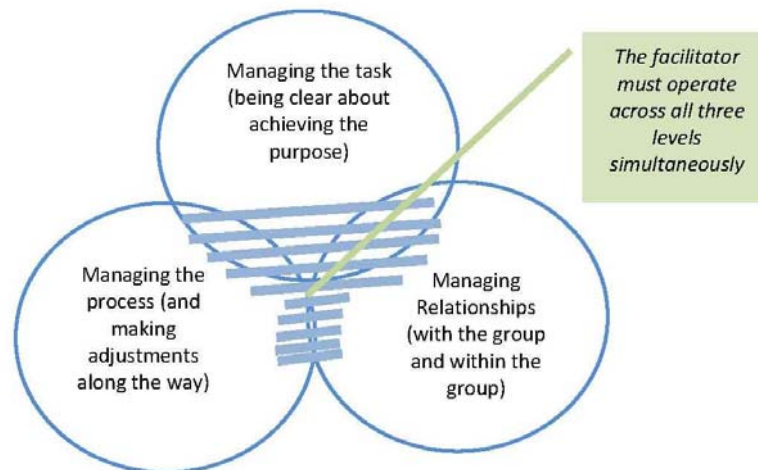 Managing the task
(being clear about
achieving the
purpose)
The facilitator
must operate
across all three
levels
simultaneously
Managing the
process (and
making
adjustments
along the way)
Managing
Relationships
(with the group
and within the
group)